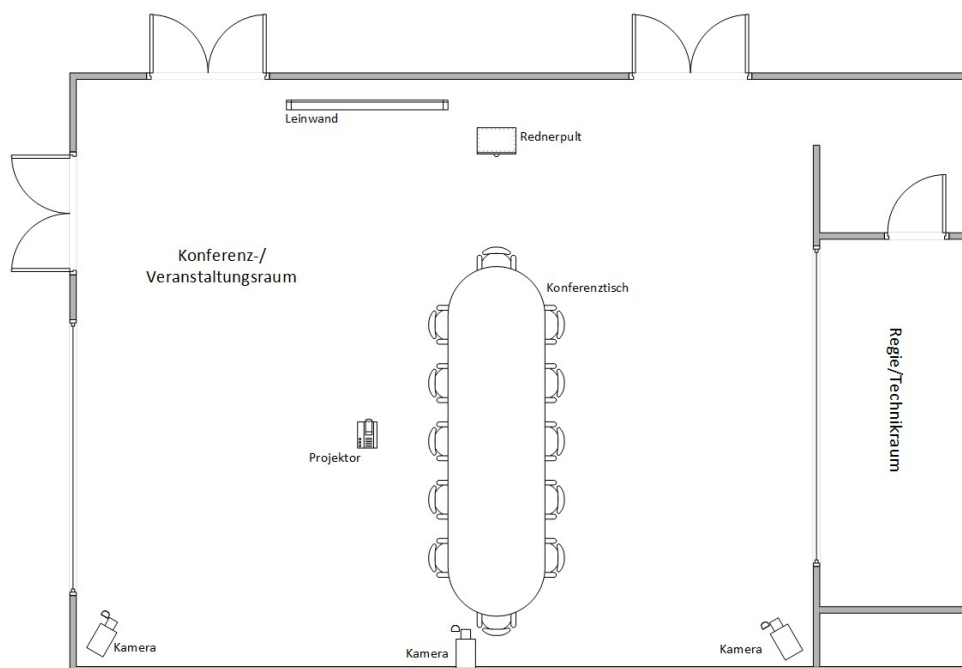 Leinwand
Rednerpult
Konferenz-/
Veranstaltungsraum
Konferenztisch
Regie/Technikraum
Projektor
Kamera
Kamera
Kamera